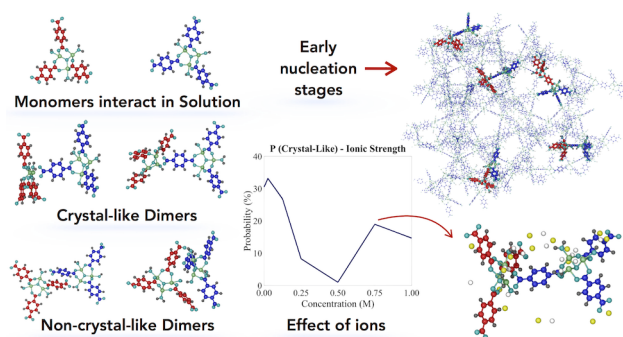 Monomers interact in Solution
Early
nucleation
stages
Crystal-like Dimers
Non-crystal-like Dimers
P (Crystal-Like) - Ionic Strength
Probability (%)
40
30
20
10
0
0.00
0.25
0.50
0.75
1.00
Concentration (M)
Effect of ions